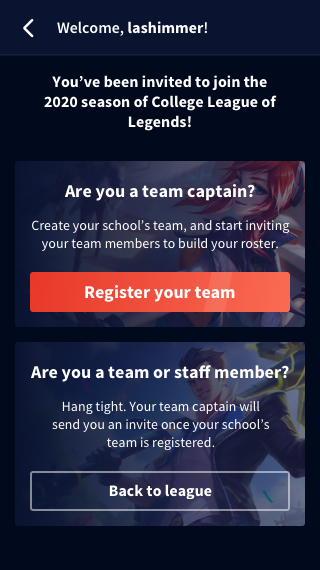 Welcome, lashimmer!
You’ve been invited to join the
2020 season of College League of
Legends!
Are you a team captain?
Create your school’s team, and start inviting
your team members to build your roster.
Register your team
Are you a team or staff member?
Hang tight. Your team captain will
send you an invite once your school’s
team is registered.
Back to league